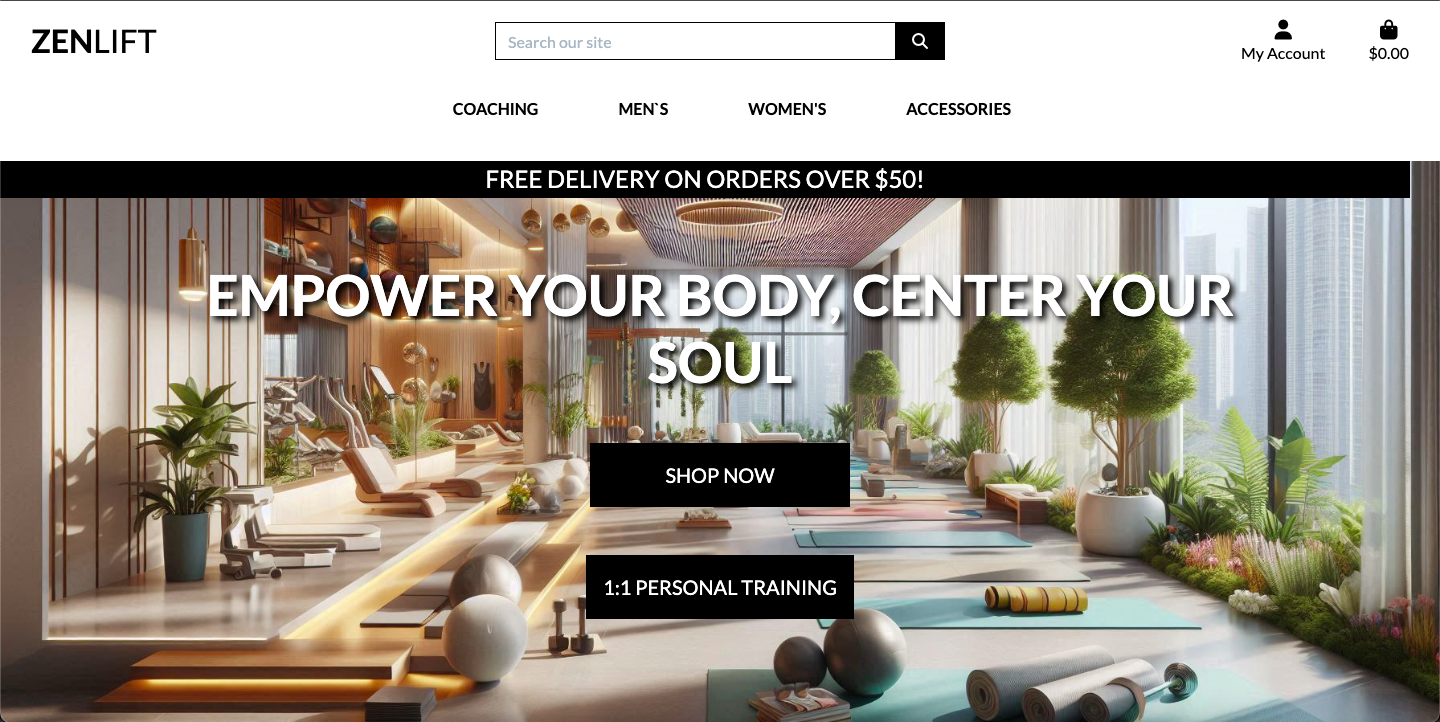 ZENLIFT
Search our site
My Account
$0.00
COACHING
MEN`S
WOMEN'S
ACCESSORIES
FREE DELIVERY ON ORDERS OVER $50!
EMPOWER YOUR BODY, CENTER YOUR
SOUL
SHOP NOW
1:1 PERSONAL TRAINING